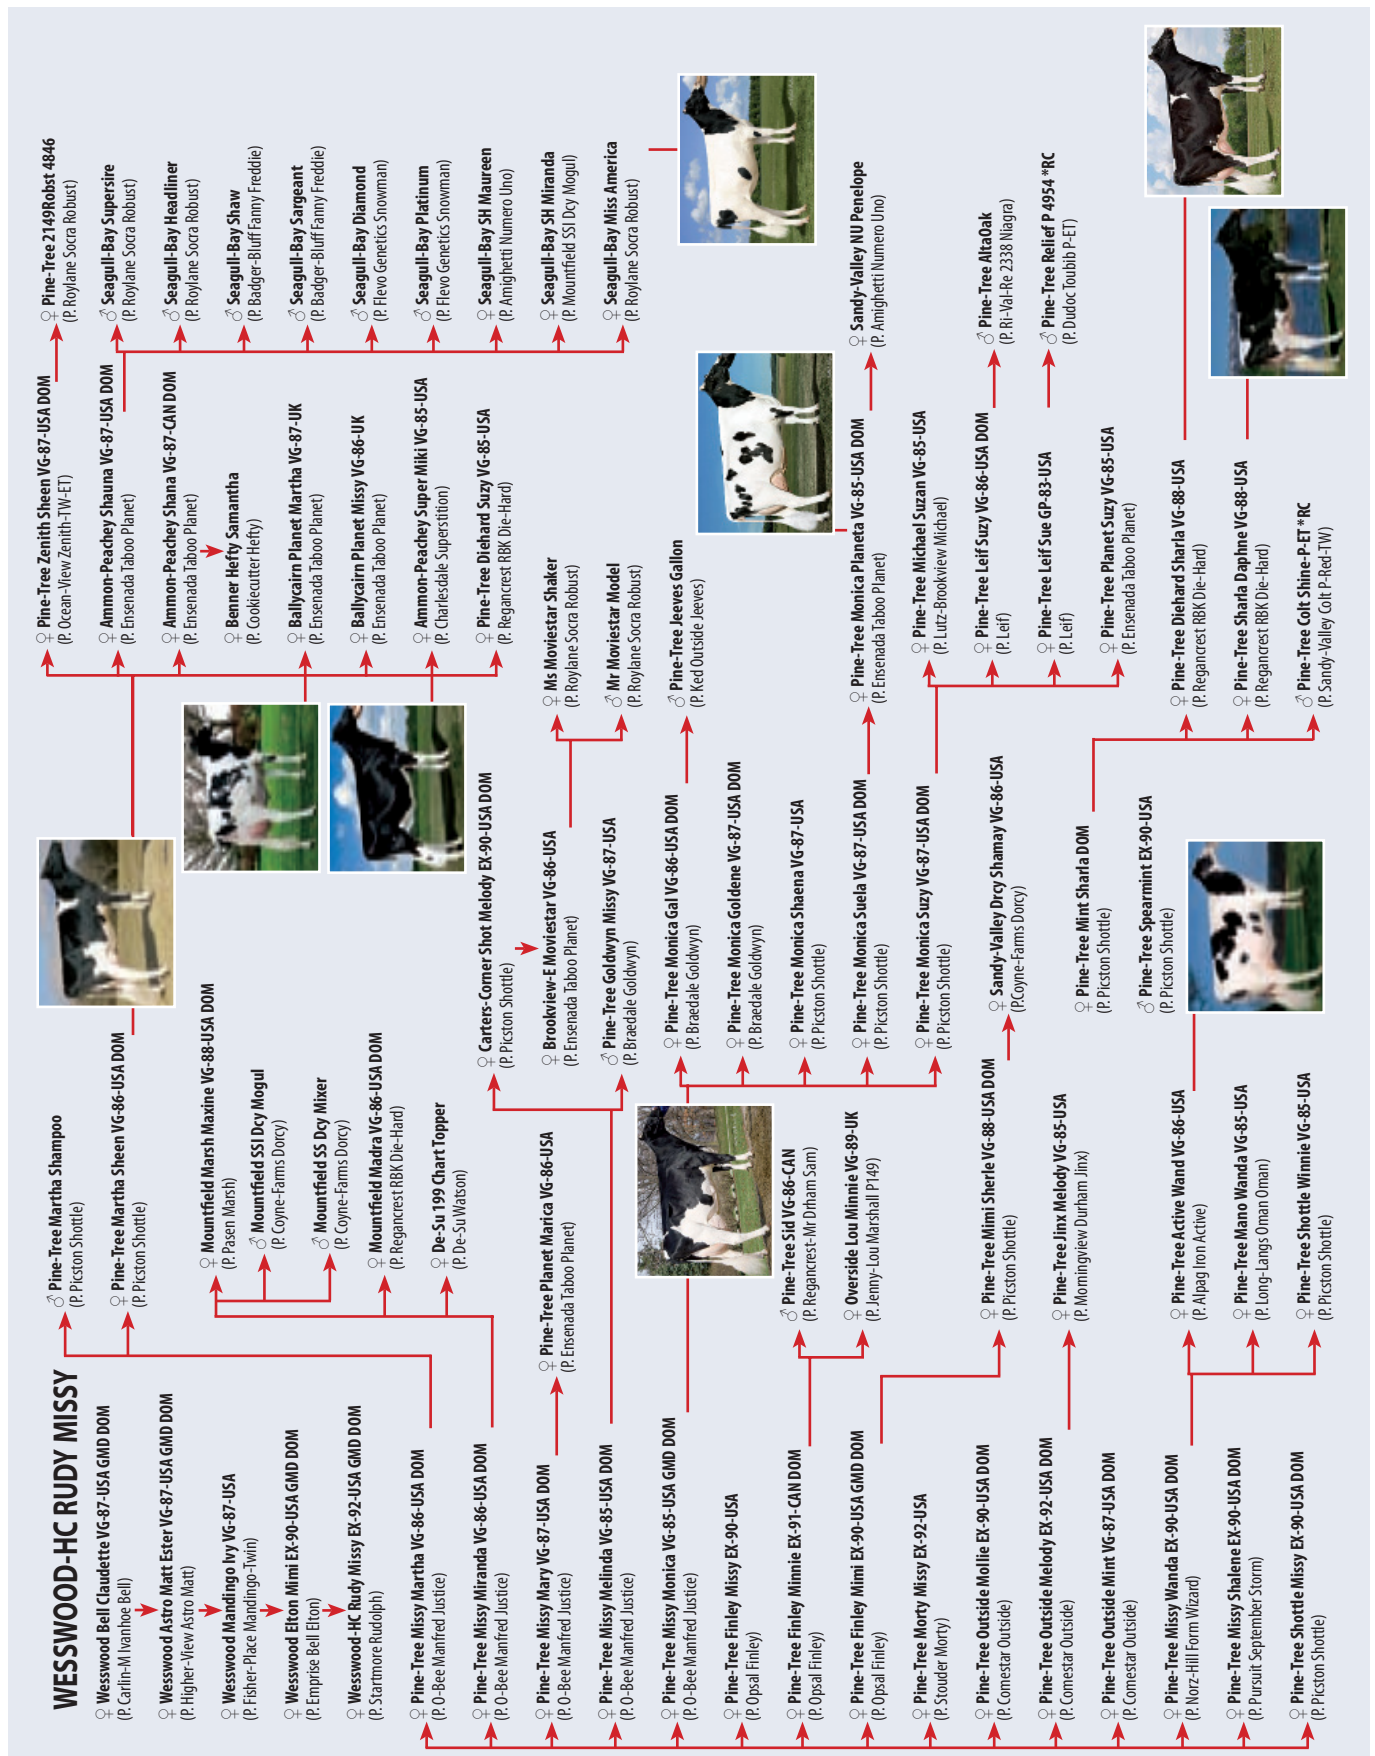 WESSWOOD-HC RUDY MISSY
♀ Wesswood Bell Claudette VG-87-USA GMD DOM
(P. Carlin-M Ivanhoe Bell)
♀ Wesswood Astro Matt Ester VG-87-USA GMD DOM
(P. Higher-View Astro Matt)
♀ Wesswood Mandingo Ivy VG-87-USA
(P. Fisher-Place Mandingo-Twin)
♀ Wesswood Elton Mimi EX-90-USA GMD DOM
(P. Emprise Bell Elton)
♀ Wesswood-HC Rudy Missy EX-92-USA GMD DOM
(P. Startmore Rudolph)
♀ Pine-Tree Missy Martha VG-86-USA DOM
(P. O-Bee Manfred Justice)
♀ Pine-Tree Missy Miranda VG-86-USA DOM
(P. O-Bee Manfred Justice)
♀ Pine-Tree Missy Mary VG-87-USA DOM
(P. O-Bee Manfred Justice)
♀ Pine-Tree Missy Melinda VG-85-USA DOM
(P. O-Bee Manfred Justice)
♀ Pine-Tree Missy Monica VG-85-USA GMD DOM
(P. O-Bee Manfred Justice)
♀ Pine-Tree Finley Missy EX-90-USA
(P. Opsal Finley)
♀ Pine-Tree Finley Minnie EX-91-CAN DOM
(P. Opsal Finley)
♀ Pine-Tree Finley Mimi EX-90-USA GMD DOM
(P. Opsal Finley)
♀ Pine-Tree Morty Missy EX-92-USA
(P. Stouder Morty)
♀ Pine-Tree Outside Mollie EX-90-USA DOM
(P. Comestar Outside)
♀ Pine-Tree Outside Melody EX-92-USA DOM
(P. Comestar Outside)
♀ Pine-Tree Outside Mint VG-87-USA DOM
(P. Comestar Outside)
♀ Pine-Tree Missy Wanda EX-90-USA DOM
(P. Norz-Hill Form Wizard)
♀ Pine-Tree Missy Shalene EX-90-USA DOM
(P. Pursuit September Storm)
♀ Pine-Tree Shottle Missy EX-90-USA DOM
(P. Picston Shottle)
♂ Pine-Tree Martha Shampoo
(P. Picston Shottle)
♀ Pine-Tree Martha Sheen VG-86-USA DOM
(P. Picston Shottle)
♀ Mountfield Marsh Maxine VG-88-USA DOM
(P. Pasen Marsh)
♂ Mountfield SSI Dcy Mogul
(P. Coyne-Farms Dorcy)
♂ Mountfield SS Dcy Mixer
(P. Coyne-Farms Dorcy)
♀ Mountfield Madra VG-86-USA DOM
(P. Regancrest RBK Die-Hard)
♀ De-Su 199 Chart Topper
(P. De-Su Watson)
♀ Pine-Tree Planet Marica VG-86-USA
(P. Ensenada Taboo Planet)
♂ Pine-Tree Sid VG-86-CAN
(P. Regancrest-Mr Drham Sam)
♀ Overside Lou Minnie VG-89-UK
(P. Jenny-Lou Marshall P149)
♀ Pine-Tree Mimi Sherle VG-88-USA DOM
(P. Picston Shottle)
♀ Pine-Tree Jinx Melody VG-85-USA
(P. Morningview Durham Jinx)
♀ Pine-Tree Active Wand VG-86-USA
(P. Alpag Iron Active)
♀ Pine-Tree Mano Wanda VG-85-USA
(P. Long-Langs Oman Oman)
♀ Pine-Tree Shottle Winnie VG-85-USA
(P. Picston Shottle)
♀ Carters-Corner Shot Melody EX-90-USA DOM
(P. Picston Shottle)
♀ Brookview-E Moviestar VG-86-USA
(P. Ensenada Taboo Planet)
♂ Pine-Tree Goldwyn Missy VG-87-USA
(P. Braedale Goldwyn)
♀ Pine-Tree Monica Gal VG-86-USA DOM
(P. Braedale Goldwyn)
♀ Pine-Tree Monica Goldene VG-87-USA DOM
(P. Braedale Goldwyn)
♀ Pine-Tree Monica Shaena VG-87-USA
(P. Picston Shottle)
♀ Pine-Tree Monica Suela VG-87-USA DOM
(P. Picston Shottle)
♀ Pine-Tree Monica Suzy VG-87-USA DOM
(P. Picston Shottle)
♀ Sandy-Valley Drcy Shamay VG-86-USA
(P.Coyne-Farms Dorcy)
♀ Pine-Tree Mint Sharla DOM
(P. Picston Shottle)
♂ Pine-Tree Spearmint EX-90-USA
(P. Picston Shottle)
♀ Pine-Tree Zenith Sheen VG-87-USA DOM
(P. Ocean-View Zenith-TW-ET)
♀ Ammon-Peachey Shauna VG-87-USA DOM
(P. Ensenada Taboo Planet)
♀ Ammon-Peachey Shana VG-87-CAN DOM
(P. Ensenada Taboo Planet)
♀ Benner Hefty Samantha
(P. Cookiecutter Hefty)
♀ Ballycairn Planet Martha VG-87-UK
(P. Ensenada Taboo Planet)
♀ Ballycairn Planet Missy VG-86-UK
(P. Ensenada Taboo Planet)
♀ Ammon-Peachey Super Miki VG-85-USA
(P. Charlesdale Superstition)
♀ Pine-Tree Diehard Suzy VG-85-USA
(P. Regancrest RBK Die-Hard)
♀ Ms Moviestar Shaker
(P. Roylane Socra Robust)
♂ Mr Moviestar Model
(P. Roylane Socra Robust)
♂ Pine-Tree Jeeves Gallon
(P. Ked Outside Jeeves)
♀ Pine-Tree Monica Planeta VG-85-USA DOM
(P. Ensenada Taboo Planet)
♀ Pine-Tree Michael Suzan VG-85-USA
(P. Lutz-Brookview Michael)
♀ Pine-Tree Leif Suzy VG-86-USA DOM
(P. Leif)
♀ Pine-Tree Leif Sue GP-83-USA
(P. Leif)
♀ Pine-Tree Planet Suzy VG-85-USA
(P. Ensenada Taboo Planet)
♀ Pine-Tree Diehard Sharla VG-88-USA
(P. Regancrest RBK Die-Hard)
♀ Pine-Tree Sharla Daphne VG-88-USA
(P. Regancrest RBK Die-Hard)
♂ Pine-Tree Colt Shine-P-ET *RC
(P. Sandy-Valley Colt P-Red-TW)
♀ Pine-Tree 2149Robst 4846
(P. Roylane Socra Robust)
♂ Seagull-Bay Supersire
(P. Roylane Socra Robust)
♂ Seagull-Bay Headliner
(P. Roylane Socra Robust)
♂ Seagull-Bay Shaw
(P. Badger-Bluff Fanny Freddie)
♂ Seagull-Bay Sargeant
(P. Badger-Bluff Fanny Freddie)
♂ Seagull-Bay Diamond
(P. Flevo Genetics Snowman)
♂ Seagull-Bay Platinum
(P. Flevo Genetics Snowman)
♀ Seagull-Bay SH Maureen
(P. Amighetti Numero Uno)
♀ Seagull-Bay SH Miranda
(P. Mountfield SSI Dcy Mogul)
♀ Seagull-Bay Miss America
(P. Roylane Socra Robust)
♀ Sandy-Valley NU Penelope
(P. Amighetti Numero Uno)
♂ Pine-Tree AltaOak
(P. Ri-Val-Re 2338 Niagra)
♂ Pine-Tree Relief P 4954 *RC
(P. Dudoc Toubib P-ET)